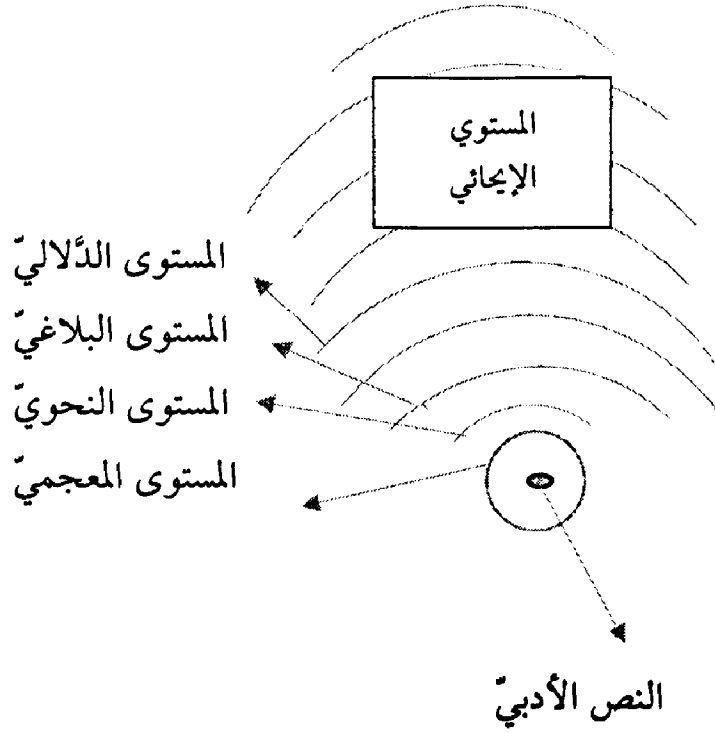 المستوي
الإيحائي
المستوى الدَّلاليّ
المستوى البلاغيّ
المستوى النحويّ
المستوى المعجميّ
النص الأدبيّ